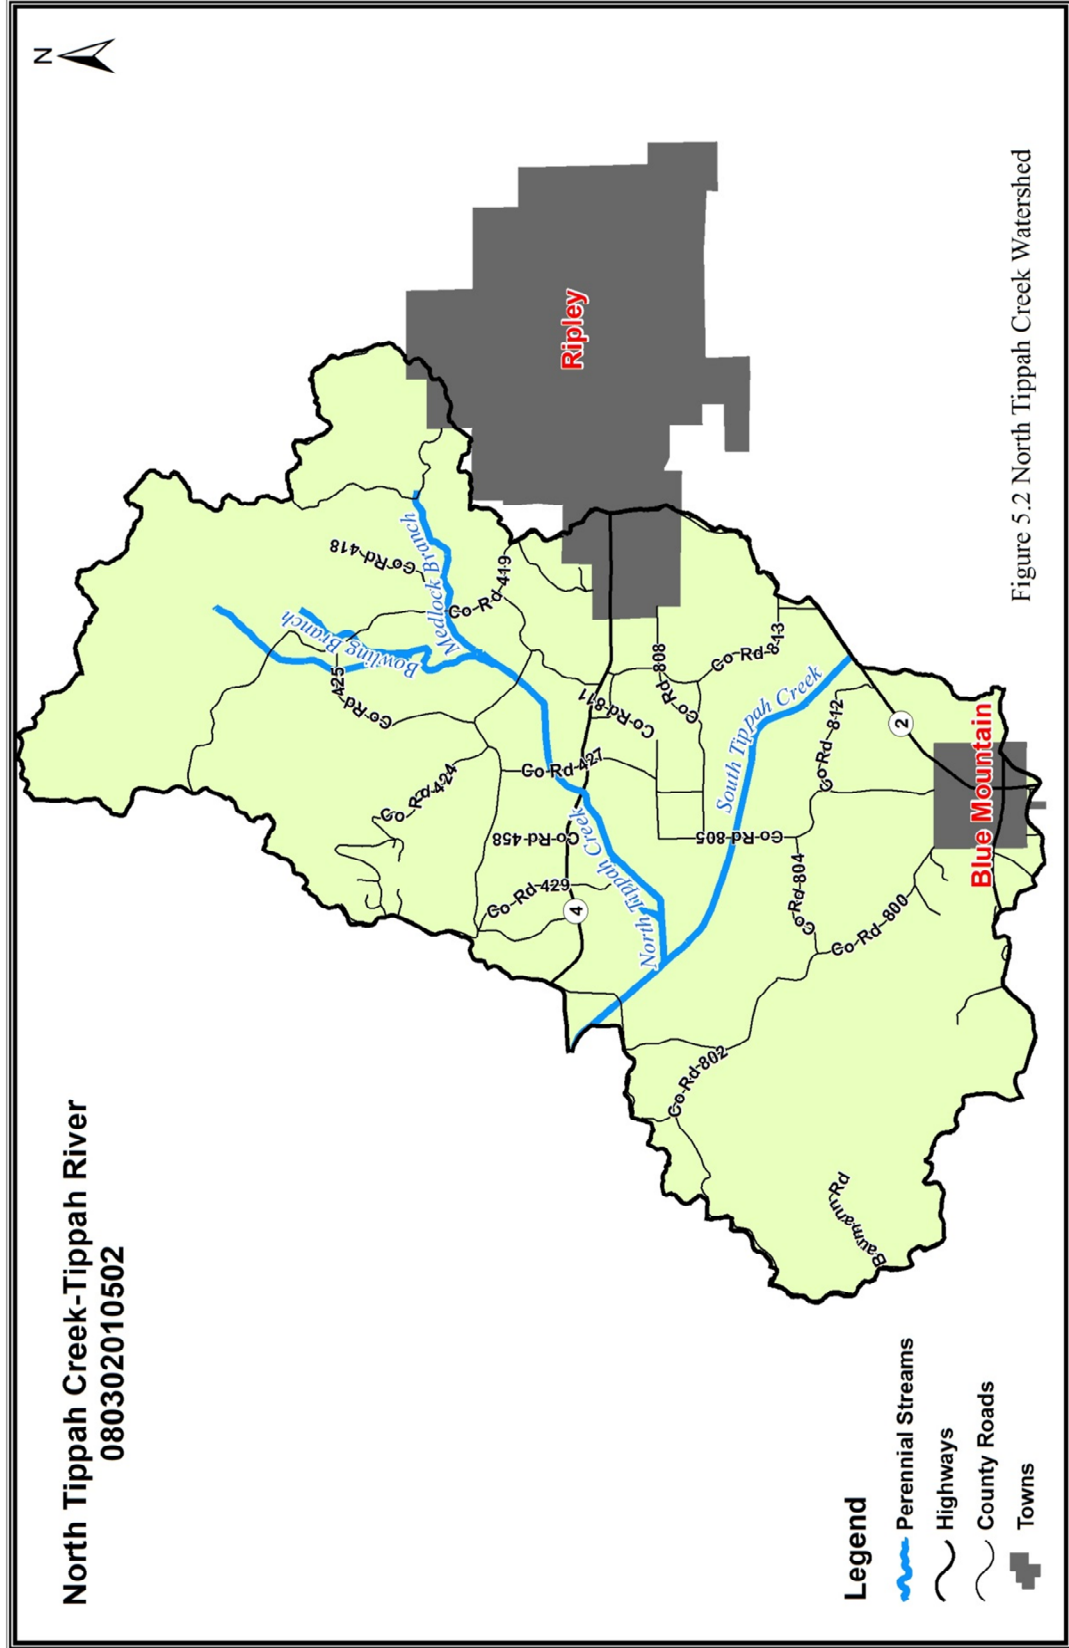 North Tippah Creek-Tippah River
080302010502
N
Co Rd 418
Medlock Branch
Co Rd 419
Bowling Branch
Co Rd 425
Co Rd 424
Ripley
Co Rd 811
Co Rd 808
Co Rd 813
Co Rd 427
Co Rd 458
Co Rd 429
4
North Tippah Creek
South Tippah Creek
Co Rd 812
2
Co Rd 805
Co Rd 804
Co Rd 800
Blue Mountain
Co Rd 802
Baumann Rd
Legend
Perennial Streams
Highways
County Roads
Towns
Figure 5.2 North Tippah Creek Watershed